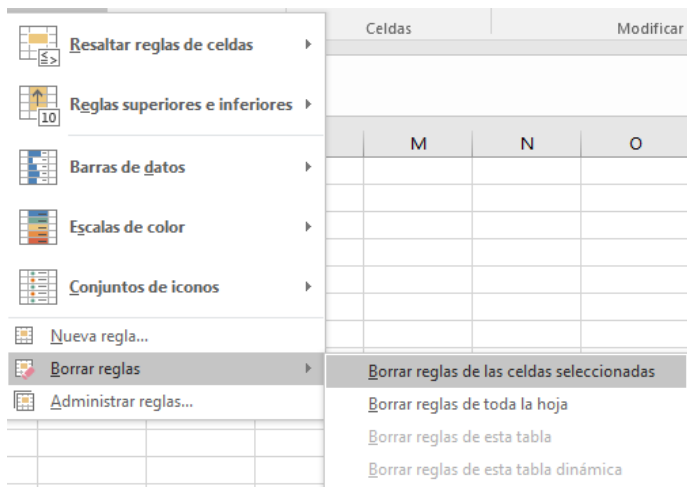 Celdas
Modificar
Resaltar reglas de celdas
≤>
Reglas superiores e inferiores
10
M N O
Barras de datos
Escalas de color
Conjuntos de iconos
Nueva regla...
Borrar reglas
Borrar reglas de las celdas seleccionadas
Administrar reglas...
Borrar reglas de toda la hoja
Borrar reglas de esta tabla
Borrar reglas de esta tabla dinámica